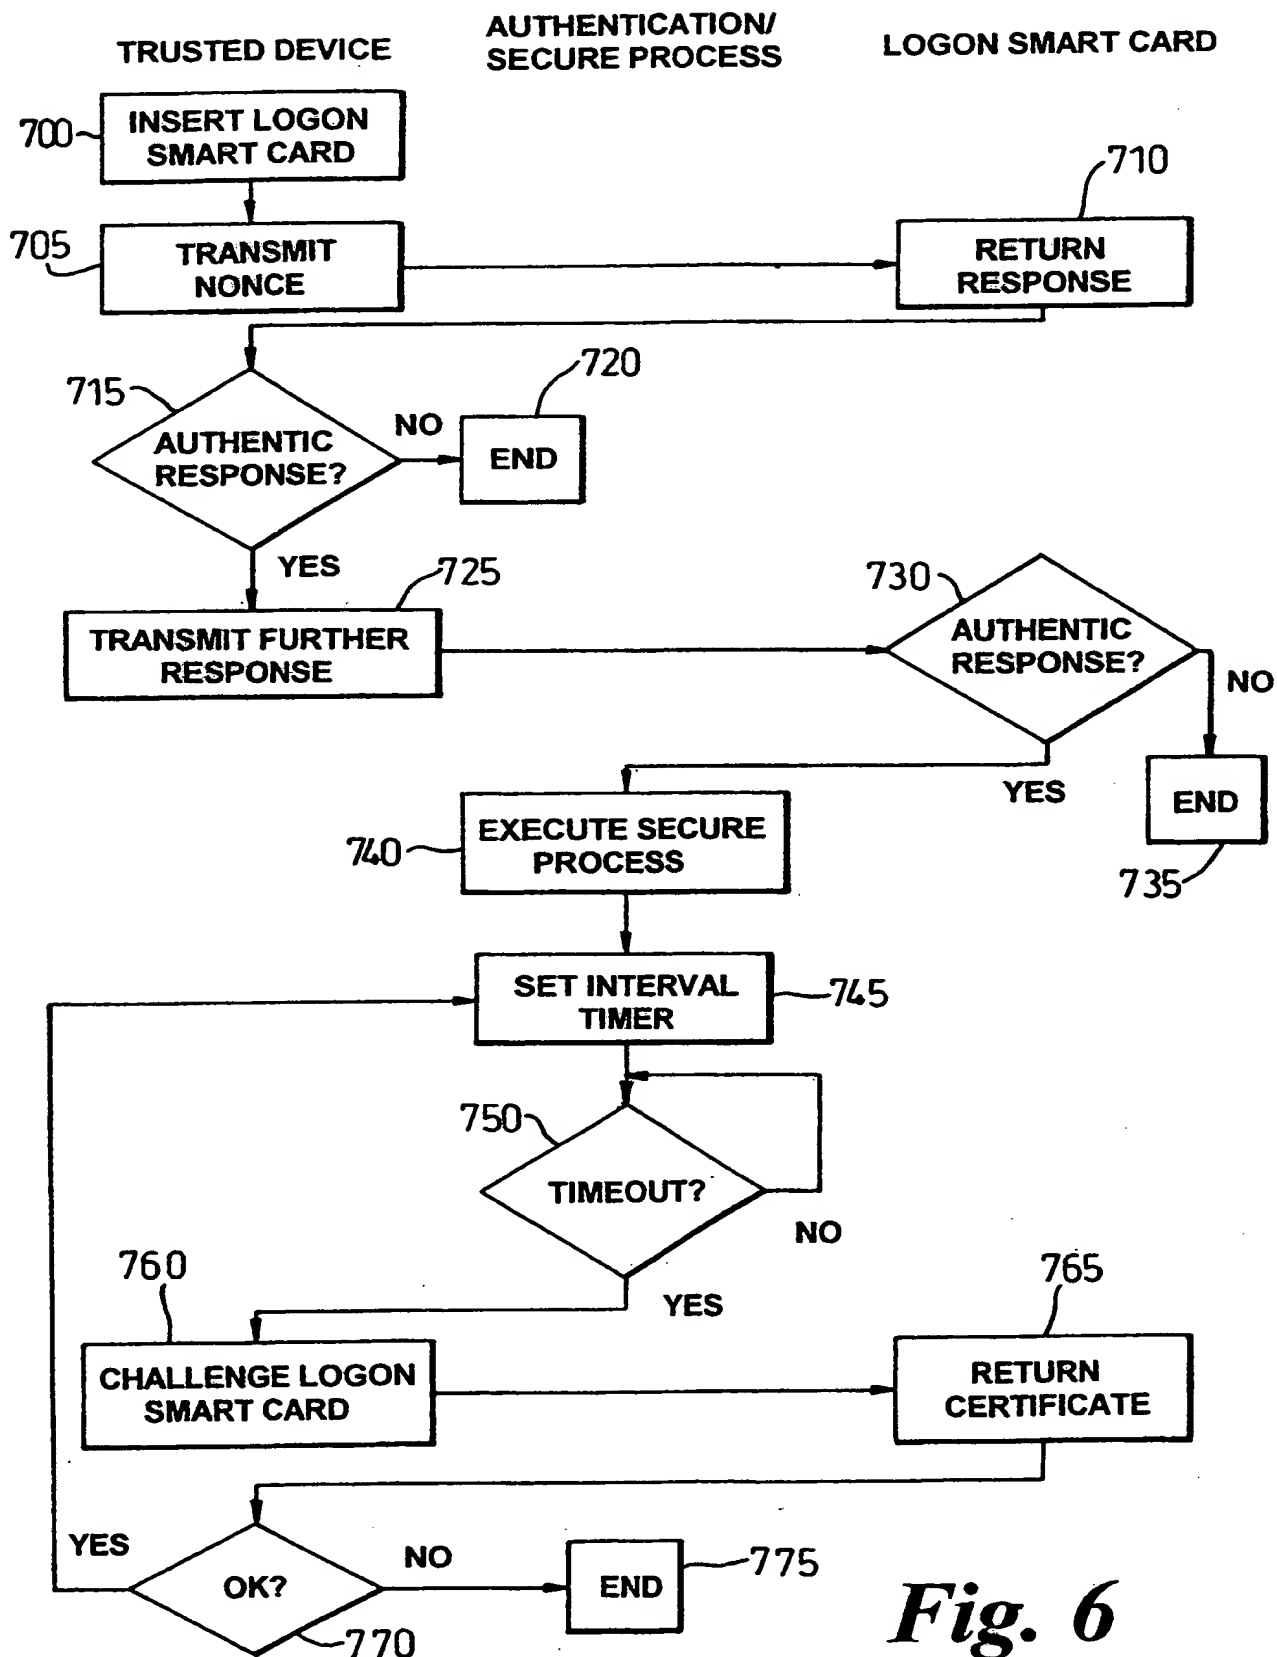 TRUSTED DEVICE
AUTHENTICATION/
SECURE PROCESS
LOGON SMART CARD
700
INSERT LOGON
SMART CARD
710
705
TRANSMIT
NONCE
RETURN
RESPONSE
715
AUTHENTIC
RESPONSE?
NO
720
END
YES
725
TRANSMIT FURTHER
RESPONSE
730
AUTHENTIC
RESPONSE?
NO
YES
END
735
740
EXECUTE SECURE
PROCESS
SET INTERVAL
TIMER
745
750
TIMEOUT?
NO
YES
760
CHALLENGE LOGON
SMART CARD
765
RETURN
CERTIFICATE
YES
OK?
NO
END
775
770
Fig. 6